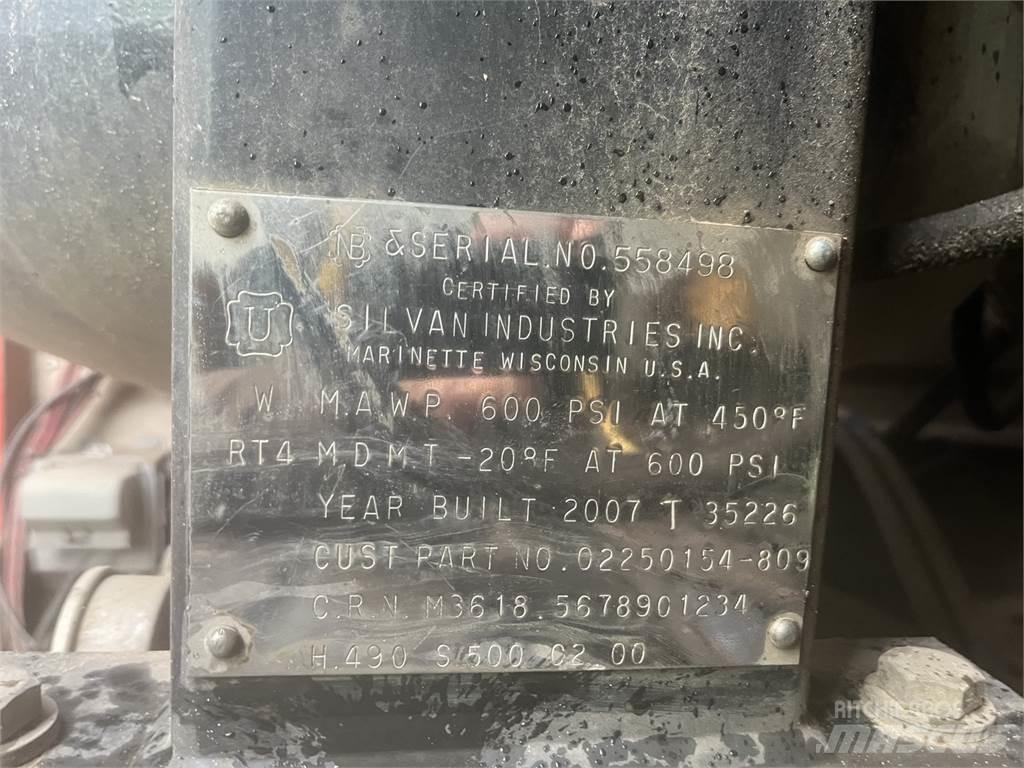 NB & SERIAL.NO.558498
CERTIFIED BY
U SILVAN INDUSTRIES INC.
MARINETTE WISCONSIN U.S.A.
W M.A.W.P. 600 PSI AT 450°F
RT4 M D M T -20°F AT 600 PSI
YEAR BUILT 2007 T 35226
CUST PART NO. 02250154-809
C.R.N. M3618.5678901234
H.490 S.500 C2.00
MASCUS